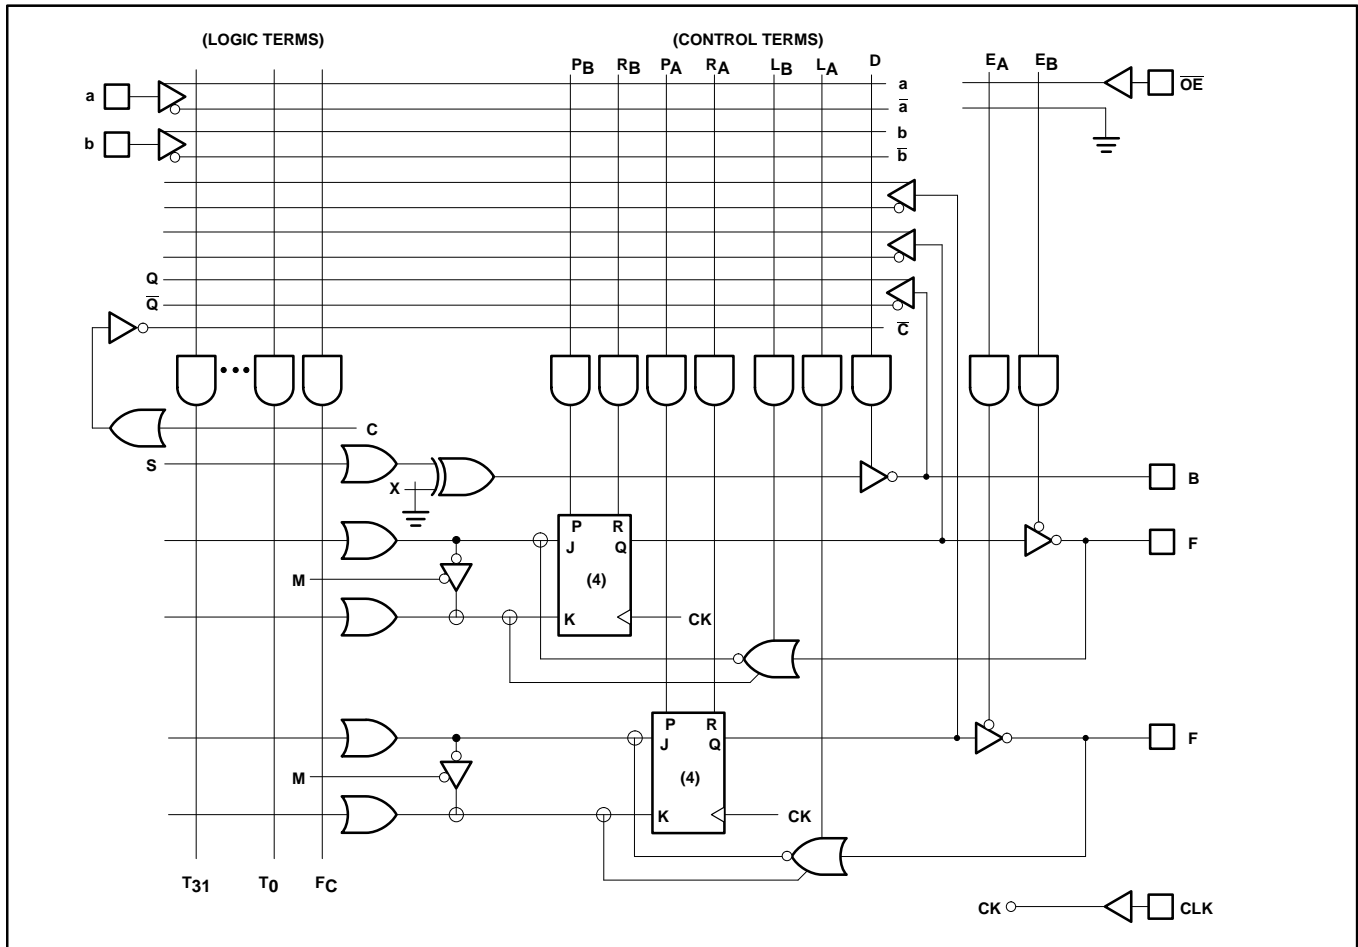 (LOGIC TERMS) (CONTROL TERMS)
PB RB PA RA LB LA D EA EB
a a OE
a
b b
b
Q
Q
C
C
S
X B
P R
J Q F
M (4)
K CK
P R
J Q F
M (4)
K CK
T31 T0 FC
CK CLK